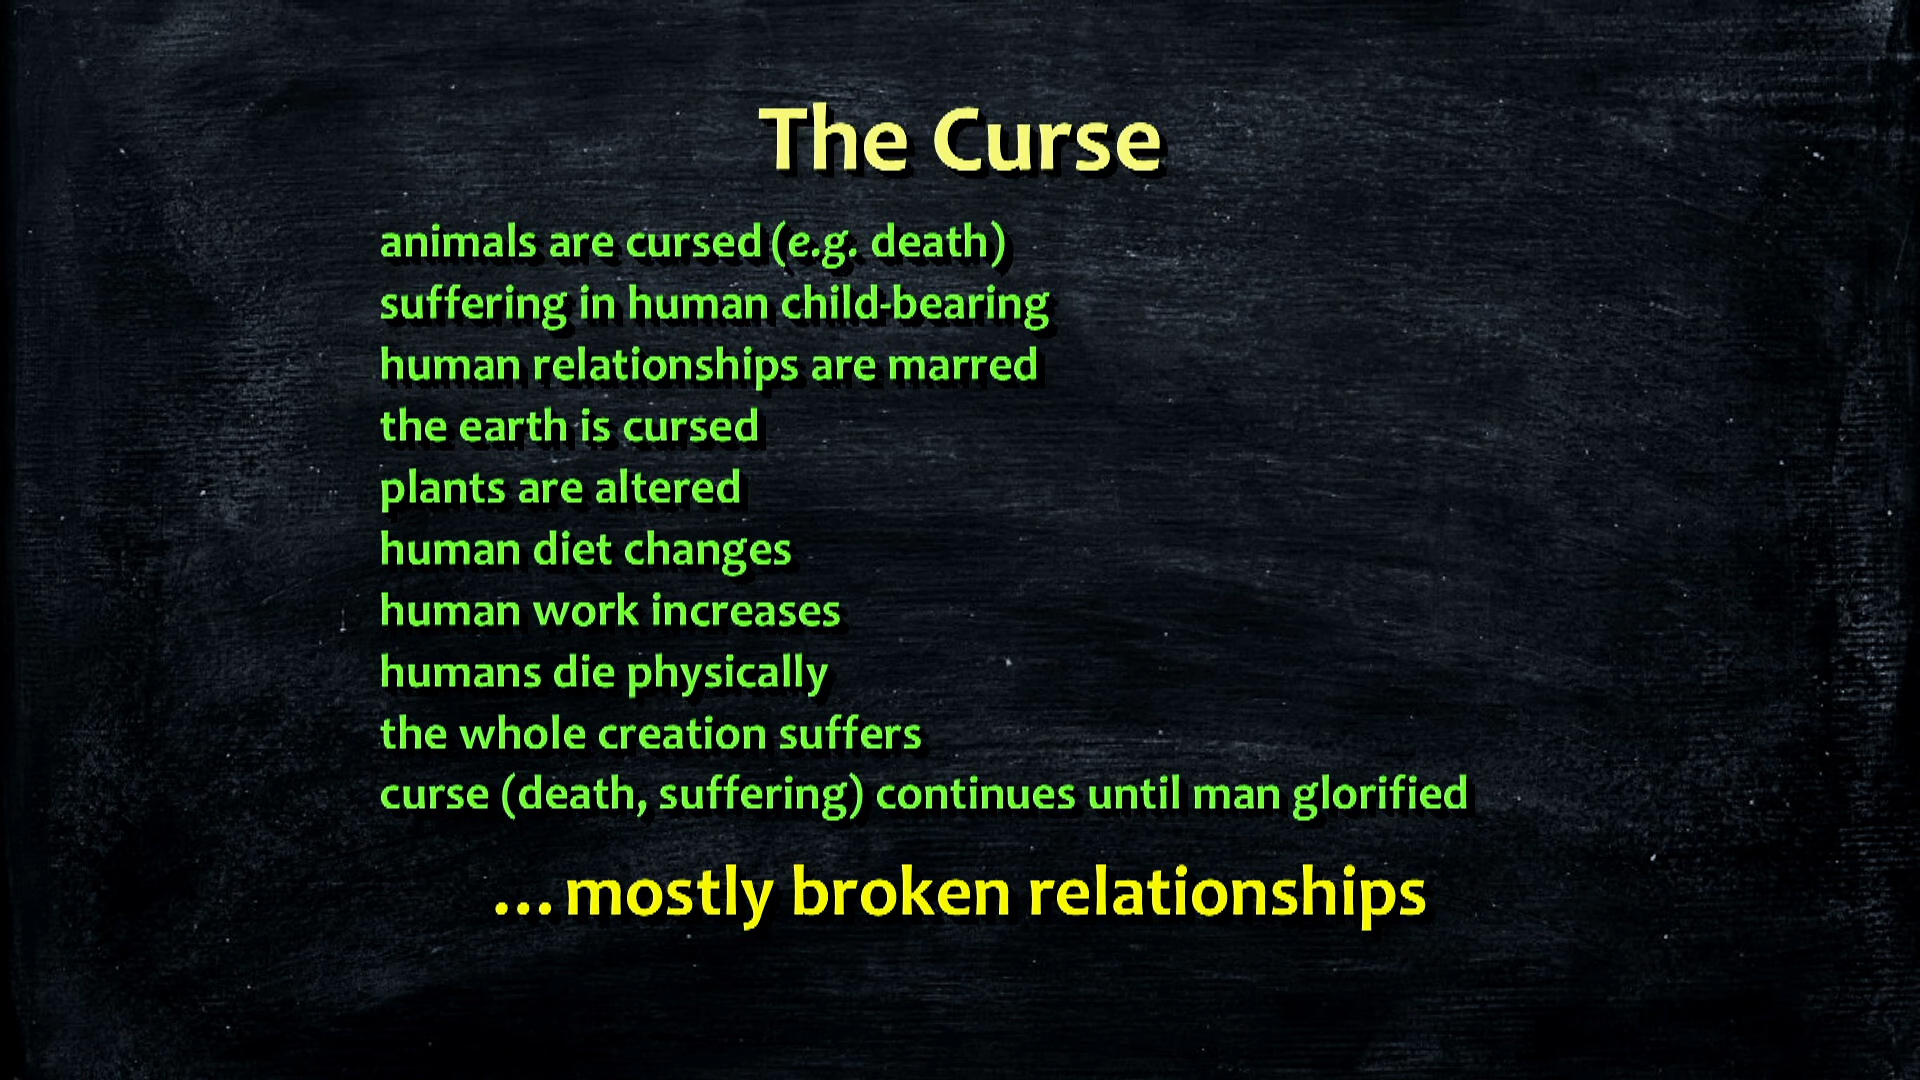 The Curse
animals are cursed (e.g. death)
suffering in human child-bearing
human relationships are marred
the earth is cursed
plants are altered
human diet changes
human work increases
humans die physically
the whole creation suffers
curse (death, suffering) continues until man glorified
…mostly broken relationships